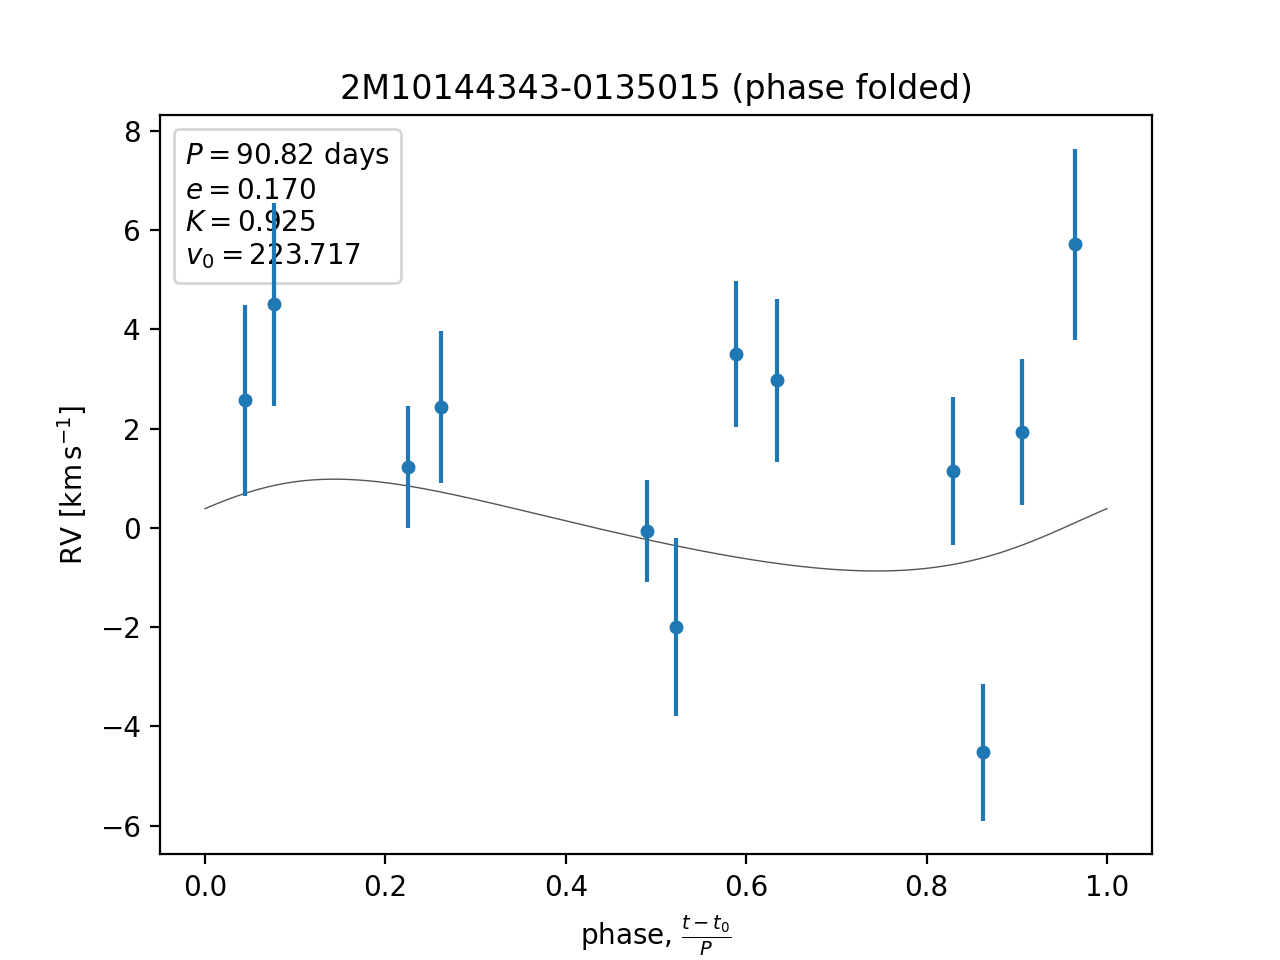 2M10144343-0135015 (phase folded)
P = 90.82 days
e = 0.170
K = 0.925
v₀ = 223.717
RV [km s⁻¹]
8
6
4
2
0
−2
−4
−6
0.0 0.2 0.4 0.6 0.8 1.0
phase, (t − t₀)/P